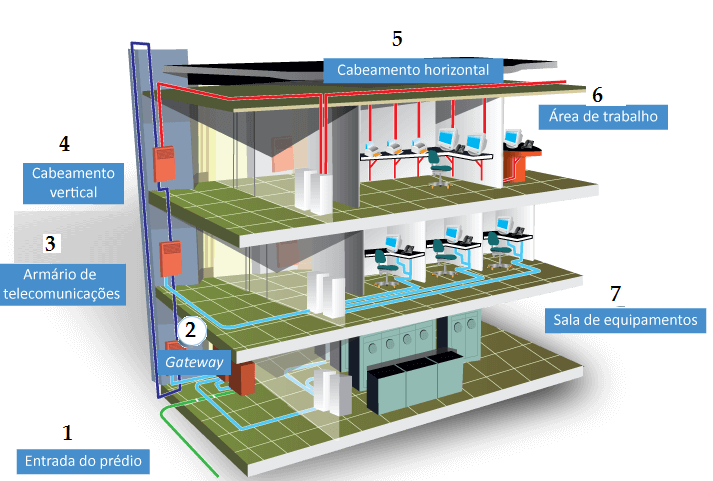 5
Cabeamento horizontal
6
Área de trabalho
4
Cabeamento
vertical
3
Armário de
telecomunicações
7
Sala de equipamentos
2
Gateway
1
Entrada do prédio